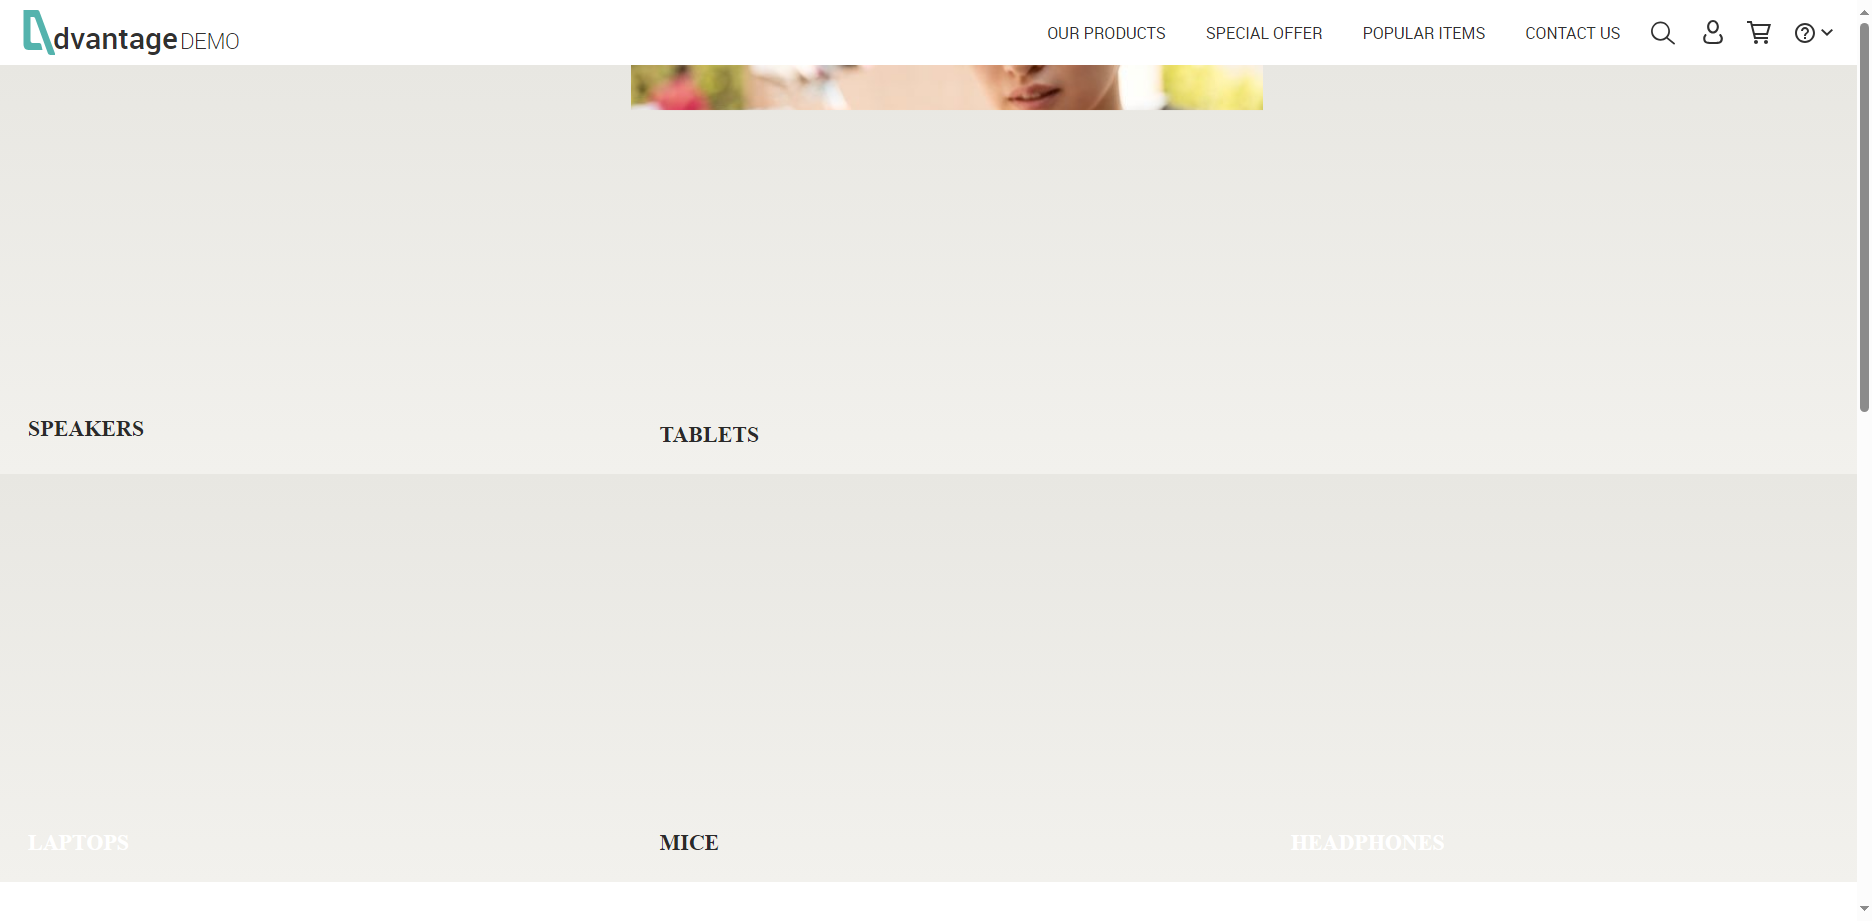 dvantage DEMO
OUR PRODUCTS SPECIAL OFFER POPULAR ITEMS CONTACT US
SPEAKERS
TABLETS
LAPTOPS
MICE
HEADPHONES